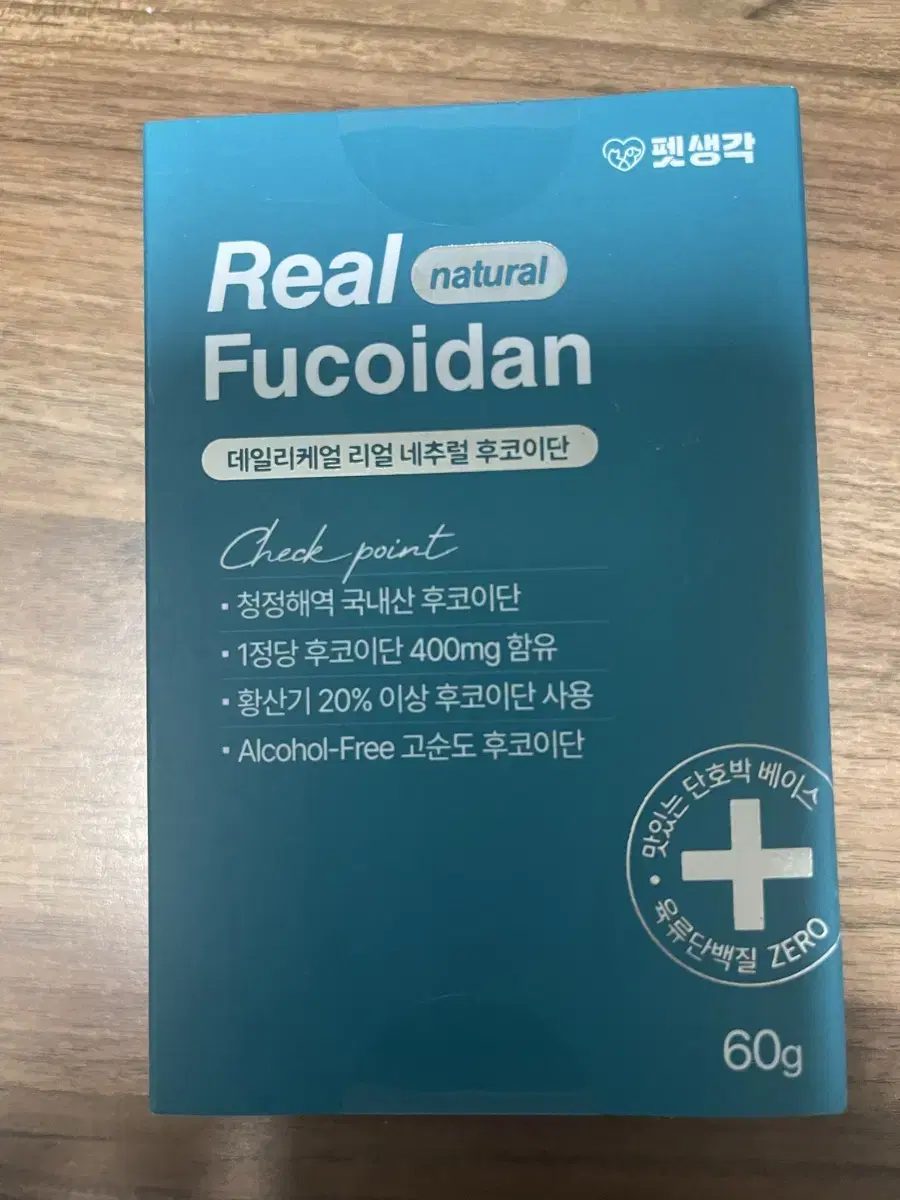 펫생각
Real natural
Fucoidan
데일리케얼 리얼 네추럴 후코이단
Check point
▪ 청정해역 국내산 후코이단
▪ 1정당 후코이단 400mg 함유
▪ 황산기 20% 이상 후코이단 사용
▪ Alcohol-Free 고순도 후코이단
• 맛있는 단호박 베이스
육류단백질 ZERO
60g